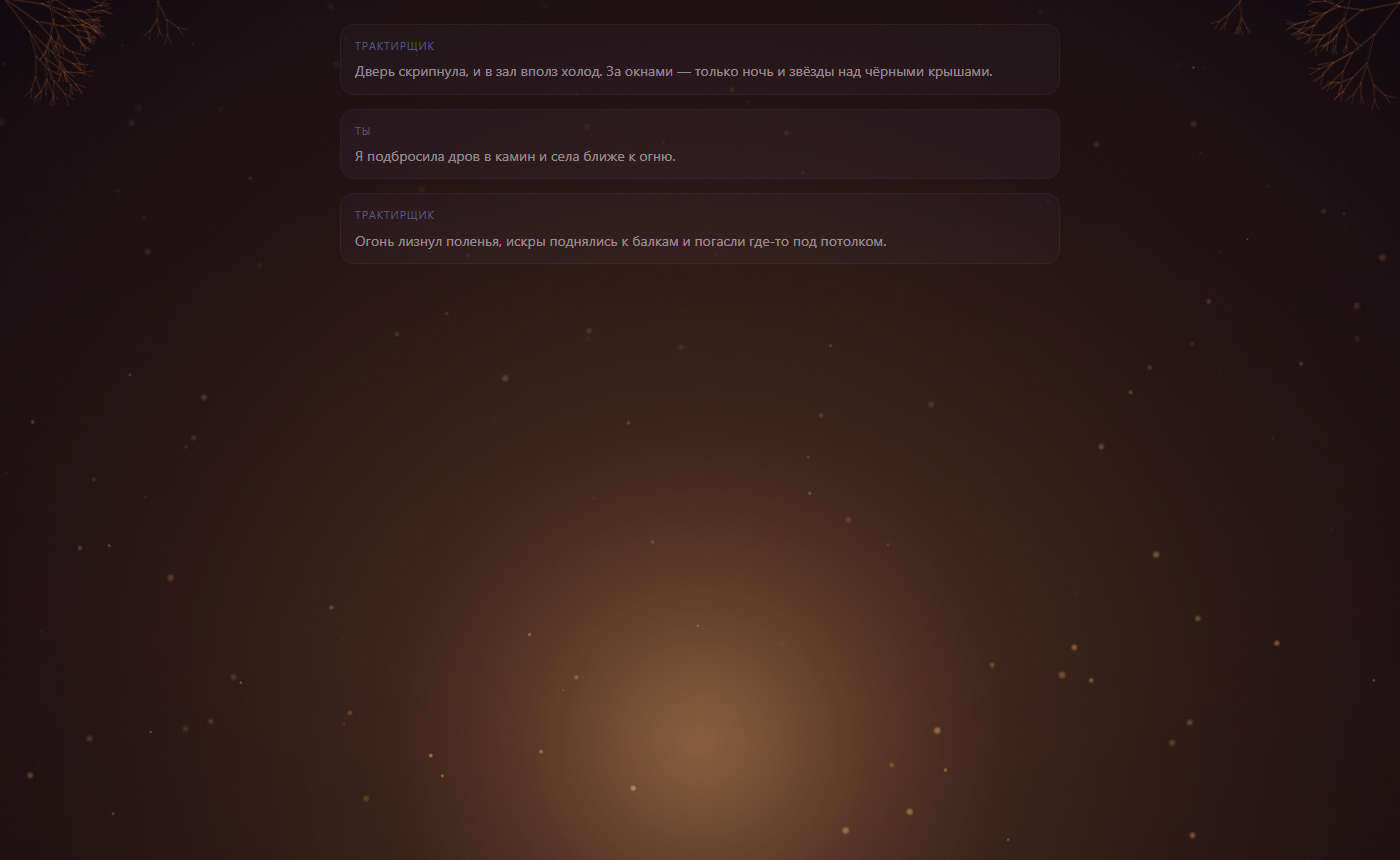 ТРАКТИРЩИК
Дверь скрипнула, и в зал вполз холод. За окнами — только ночь и звёзды над чёрными крышами.
ТЫ
Я подбросила дров в камин и села ближе к огню.
ТРАКТИРЩИК
Огонь лизнул поленья, искры поднялись к балкам и погасли где-то под потолком.